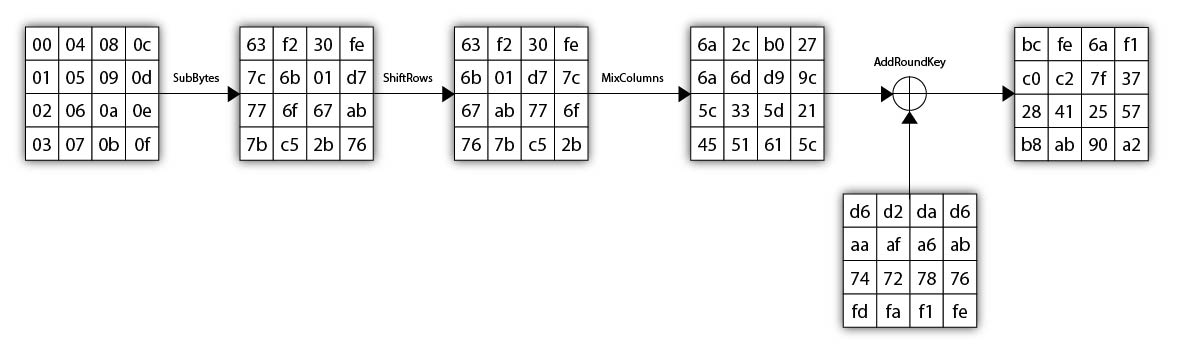 00 04 08 0c
01 05 09 0d
02 06 0a 0e
03 07 0b 0f
SubBytes
63 f2 30 fe
7c 6b 01 d7
77 6f 67 ab
7b c5 2b 76
ShiftRows
63 f2 30 fe
6b 01 d7 7c
67 ab 77 6f
76 7b c5 2b
MixColumns
6a 2c b0 27
6a 6d d9 9c
5c 33 5d 21
45 51 61 5c
AddRoundKey
d6 d2 da d6
aa af a6 ab
74 72 78 76
fd fa f1 fe
bc fe 6a f1
c0 c2 7f 37
28 41 25 57
b8 ab 90 a2